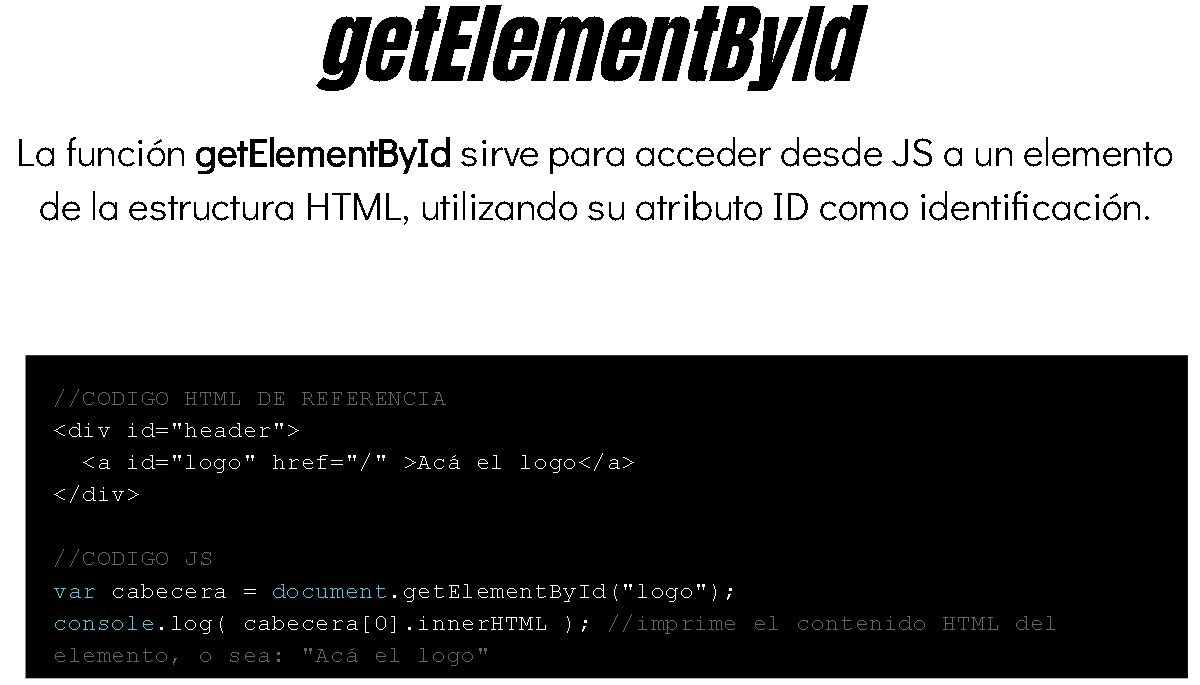 getElementById
La función getElementById sirve para acceder desde JS a un elemento
de la estructura HTML, utilizando su atributo ID como identificación.
//CODIGO HTML DE REFERENCIA
<div id="header">
  <a id="logo" href="/" >Acá el logo</a>
</div>
//CODIGO JS
var cabecera = document.getElementById("logo");
console.log( cabecera[0].innerHTML ); //imprime el contenido HTML del
elemento, o sea: "Acá el logo"